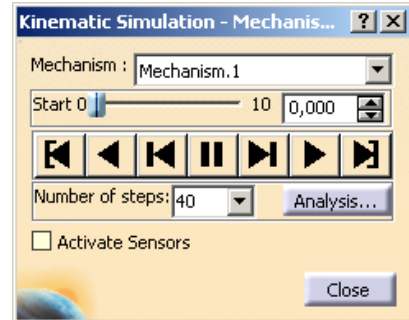 Kinematic Simulation - Mechanis...
Mechanism : Mechanism.1
Start 0 10 0,000
Number of steps: 40 Analysis...
Activate Sensors
Close